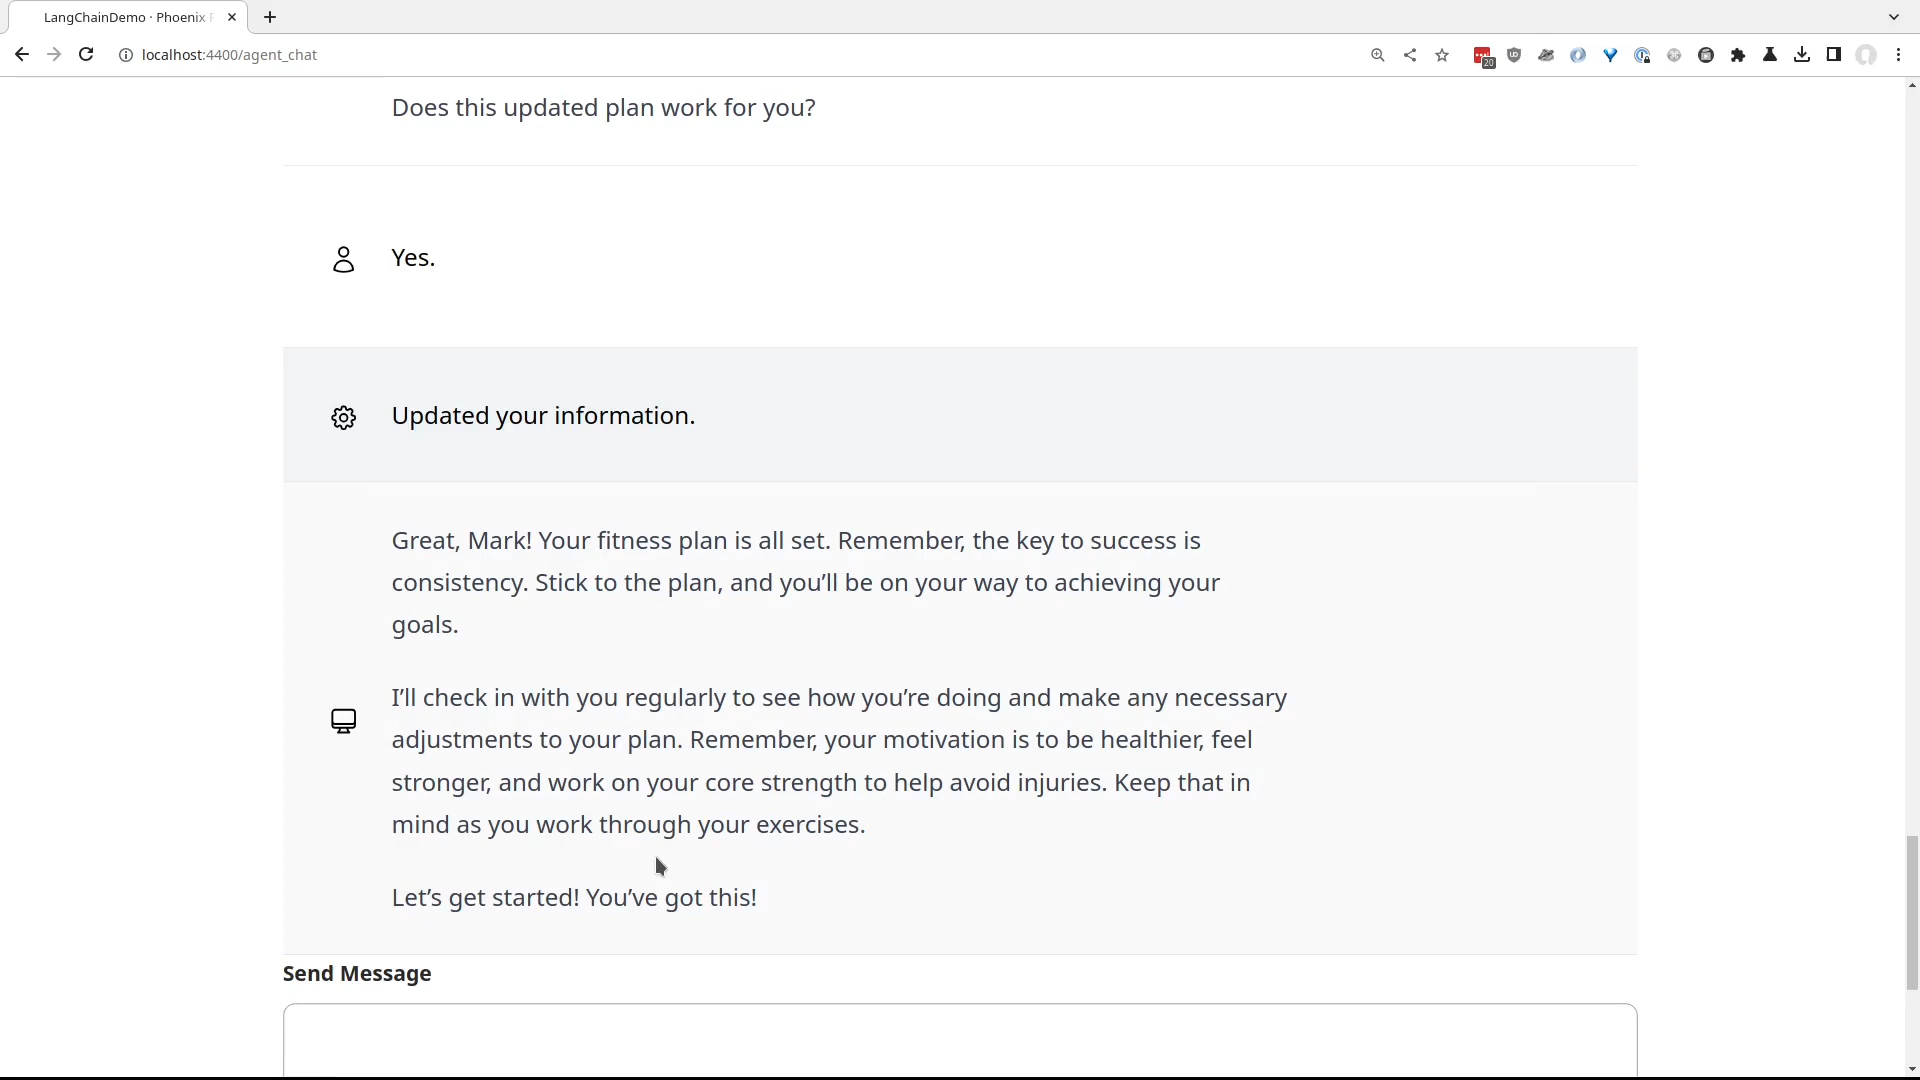 LangChainDemo · Phoenix
localhost:4400/agent_chat
20
Does this updated plan work for you?
Yes.
Updated your information.
Great, Mark! Your fitness plan is all set. Remember, the key to success is
consistency. Stick to the plan, and you’ll be on your way to achieving your
goals.
I’ll check in with you regularly to see how you’re doing and make any necessary
adjustments to your plan. Remember, your motivation is to be healthier, feel
stronger, and work on your core strength to help avoid injuries. Keep that in
mind as you work through your exercises.
Let’s get started! You’ve got this!
Send Message